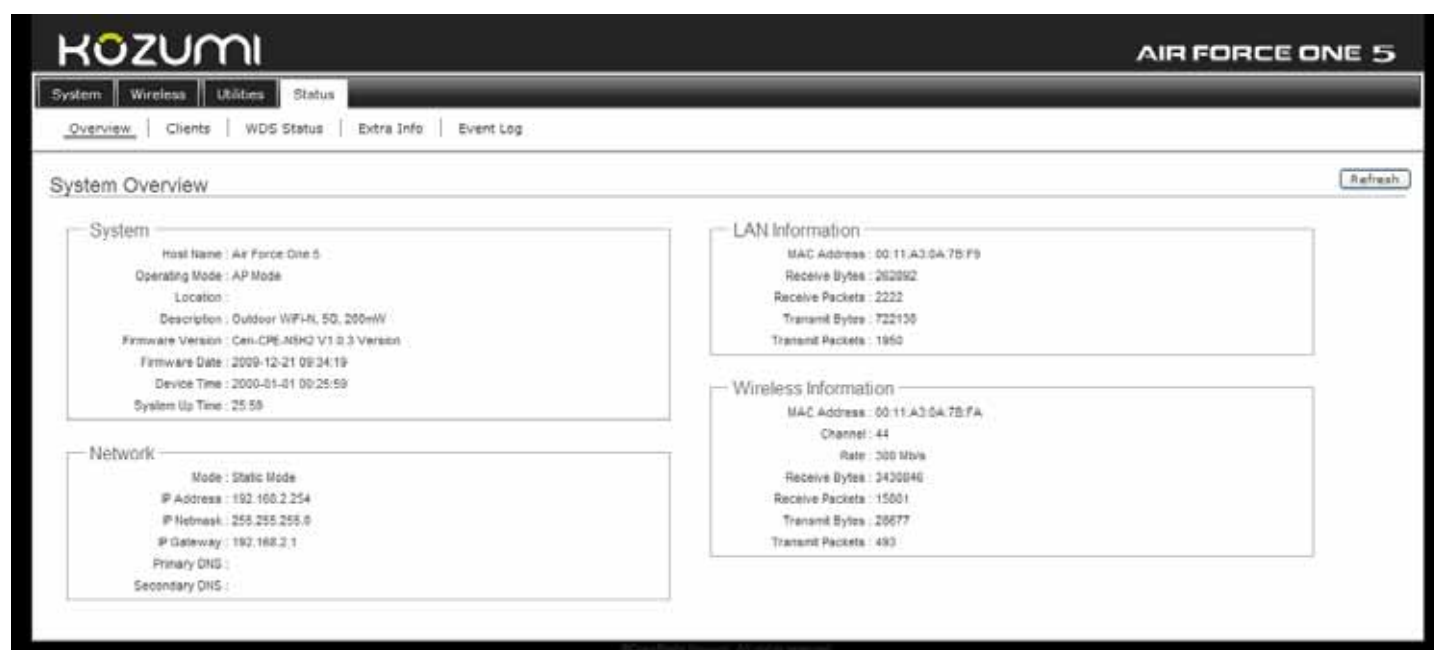 KOZUMI
AIR FORCE ONE 5
System Wireless Utilities Status
Overview Clients WDS Status Extra Info Event Log
System Overview
Refresh
System
Host Name : Air Force One 5
Operating Mode : AP Mode
Location :
Description : Outdoor WiFi-N, 5G, 200mW
Firmware Version : Cen-CPE-N5H2 V1.0.3 Version
Firmware Date : 2009-12-21 09:34:19
Device Time : 2000-01-01 00:25:59
System Up Time : 25:59
Network
Mode : Static Mode
IP Address : 192.168.2.254
IP Netmask : 255.255.255.0
IP Gateway : 192.168.2.1
Primary DNS :
Secondary DNS :
LAN Information
MAC Address : 00:11:A3:0A:7B:F9
Receive Bytes : 262892
Receive Packets : 2222
Transmit Bytes : 722138
Transmit Packets : 1950
Wireless Information
MAC Address : 00:11:A3:0A:7B:FA
Channel : 44
Rate : 300 Mb/s
Receive Bytes : 3430846
Receive Packets : 15001
Transmit Bytes : 28677
Transmit Packets : 493